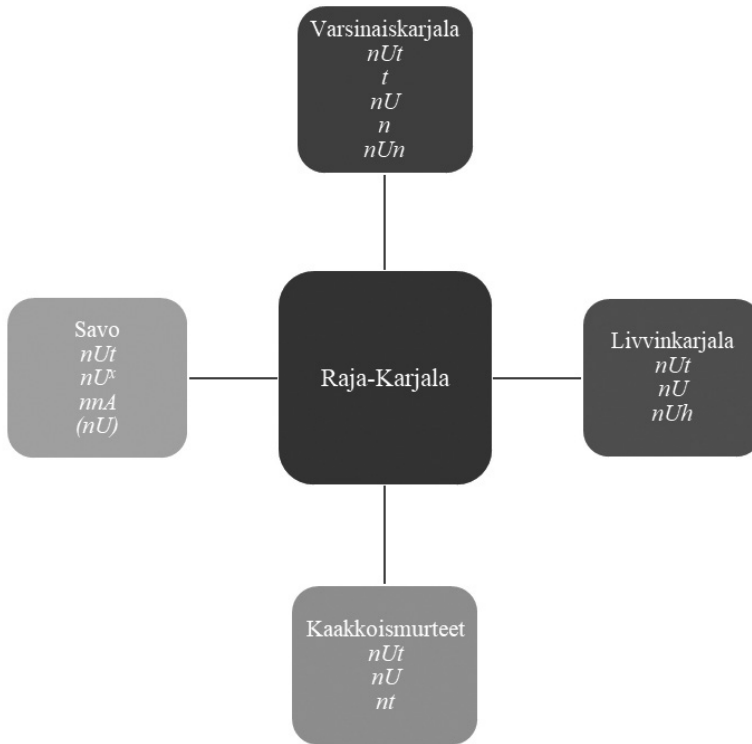 Varsinaiskarjala
nUt
t
nU
n
nUn
Savo
nUt
nUˣ
nnA
(nU)
Raja-Karjala
Livvinkarjala
nUt
nU
nUh
Kaakkoismurteet
nUt
nU
nt